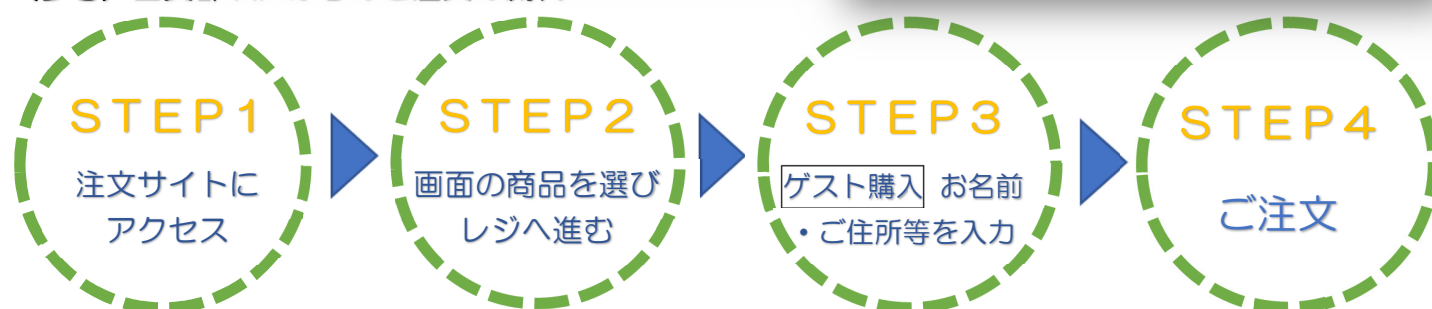 STEP1
注文サイトに
アクセス
STEP2
画面の商品を選び
レジへ進む
STEP3
ゲスト購入 お名前
・ご住所等を入力
STEP4
ご注文